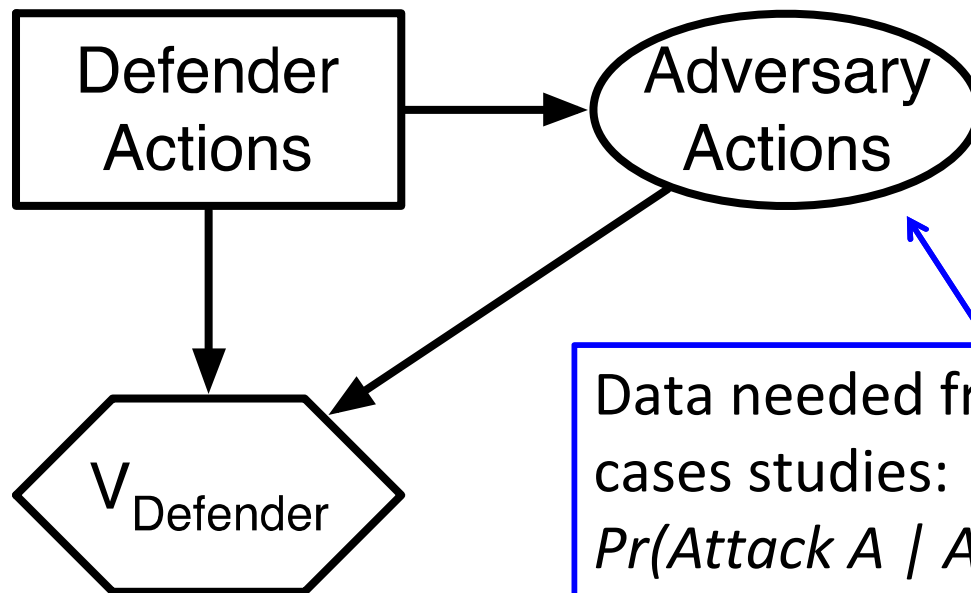 Defender
Actions
Adversary
Actions
V Defender
Data needed
cases studies:
Pr(Attack A |